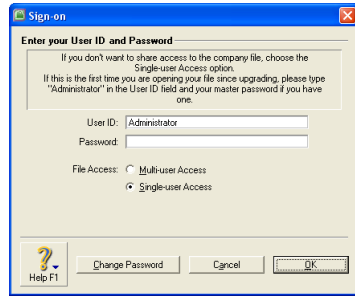 Sign-on
Enter your User ID and Password
If you don't want to share access to the company file, choose the
Single-user Access option.
If this is the first time you are opening your file since upgrading, please type
"Administrator" in the User ID field and your master password if you have
one.
User ID: Administrator
Password:
File Access: Multi-user Access
Single-user Access
Help F1
Change Password
Cancel
OK